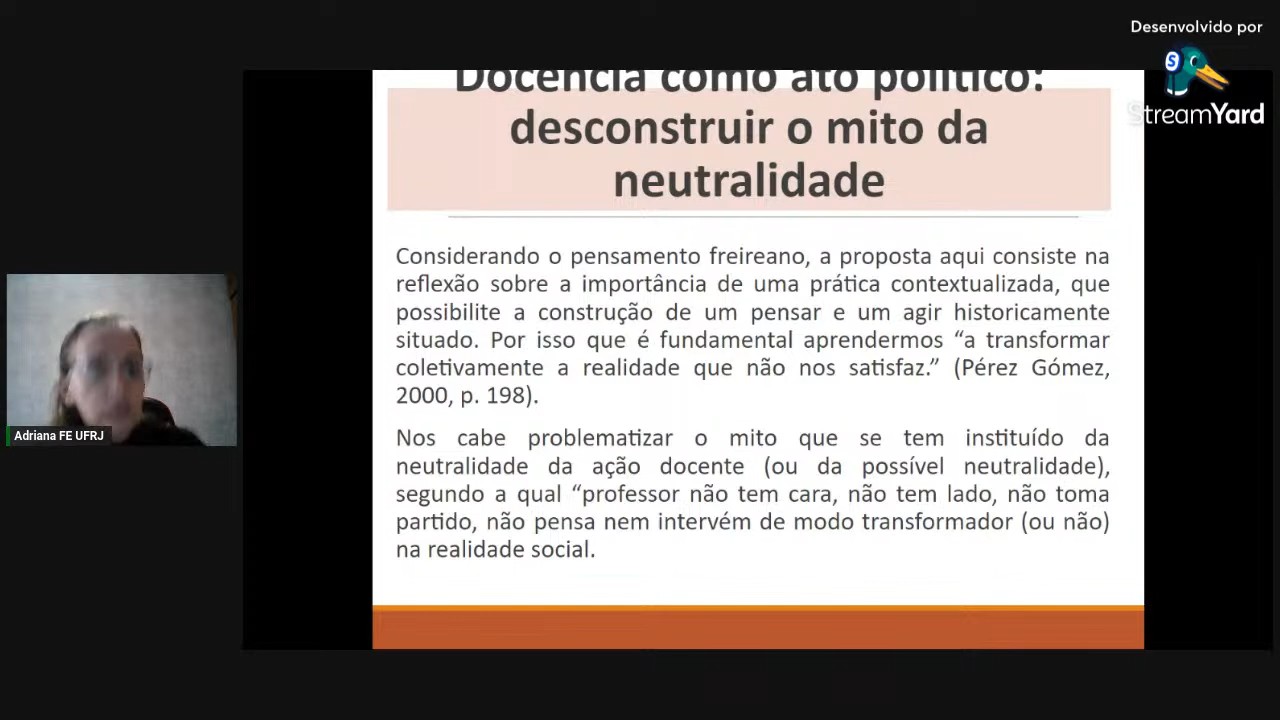 Desenvolvido por
StreamYard
Docência como ato político:
desconstruir o mito da
neutralidade
Considerando o pensamento freireano, a proposta aqui consiste na
reflexão sobre a importância de uma prática contextualizada, que
possibilite a construção de um pensar e um agir historicamente
situado. Por isso que é fundamental aprendermos “a transformar
coletivamente a realidade que não nos satisfaz.” (Pérez Gómez,
2000, p. 198).
Nos cabe problematizar o mito que se tem instituído da
neutralidade da ação docente (ou da possível neutralidade),
segundo a qual “professor não tem cara, não tem lado, não toma
partido, não pensa nem intervém de modo transformador (ou não)
na realidade social.
Adriana FE UFRJ